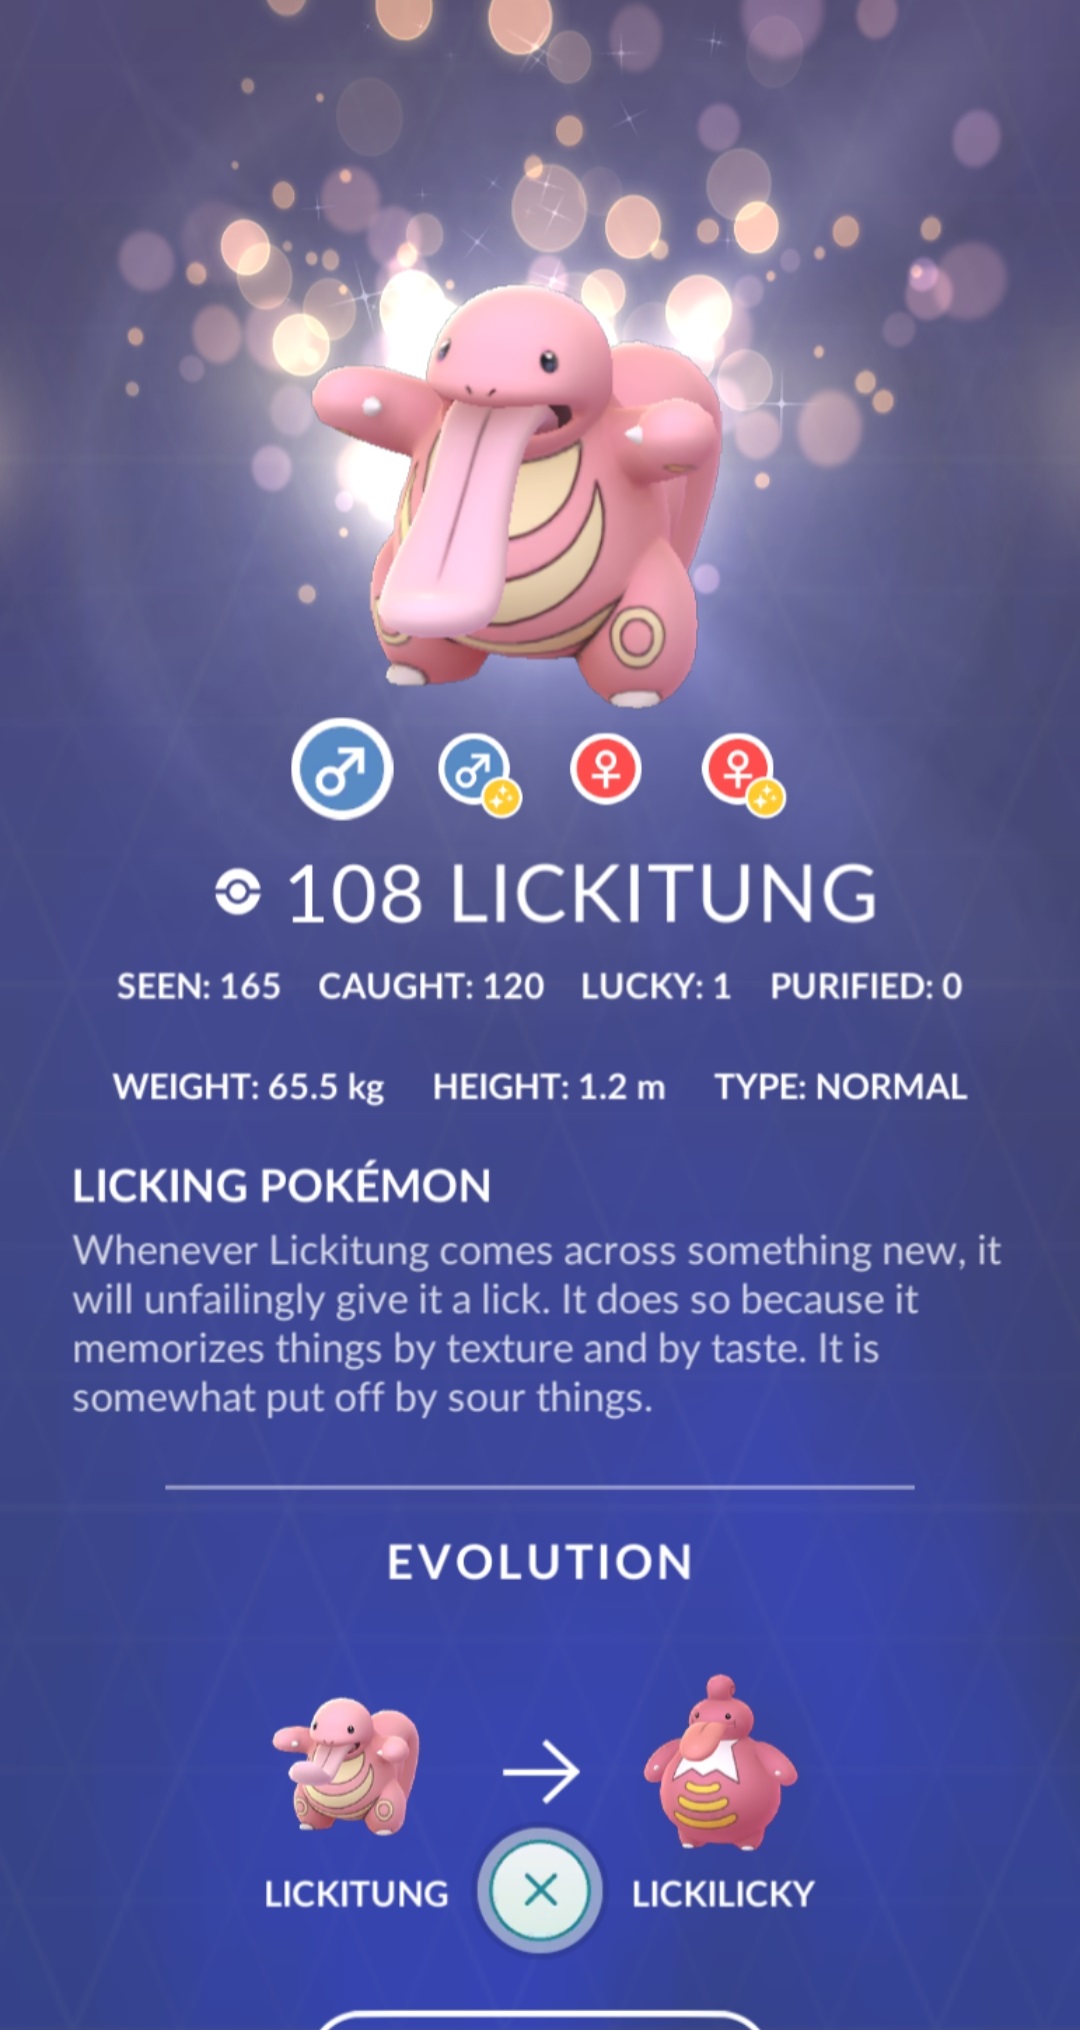 108 LICKITUNG
SEEN: 165 CAUGHT: 120 LUCKY: 1 PURIFIED: 0
WEIGHT: 65.5 kg HEIGHT: 1.2 m TYPE: NORMAL
LICKING POKÉMON
Whenever Lickitung comes across something new, it
will unfailingly give it a lick. It does so because it
memorizes things by texture and by taste. It is
somewhat put off by sour things.
EVOLUTION
LICKITUNG LICKILICKY